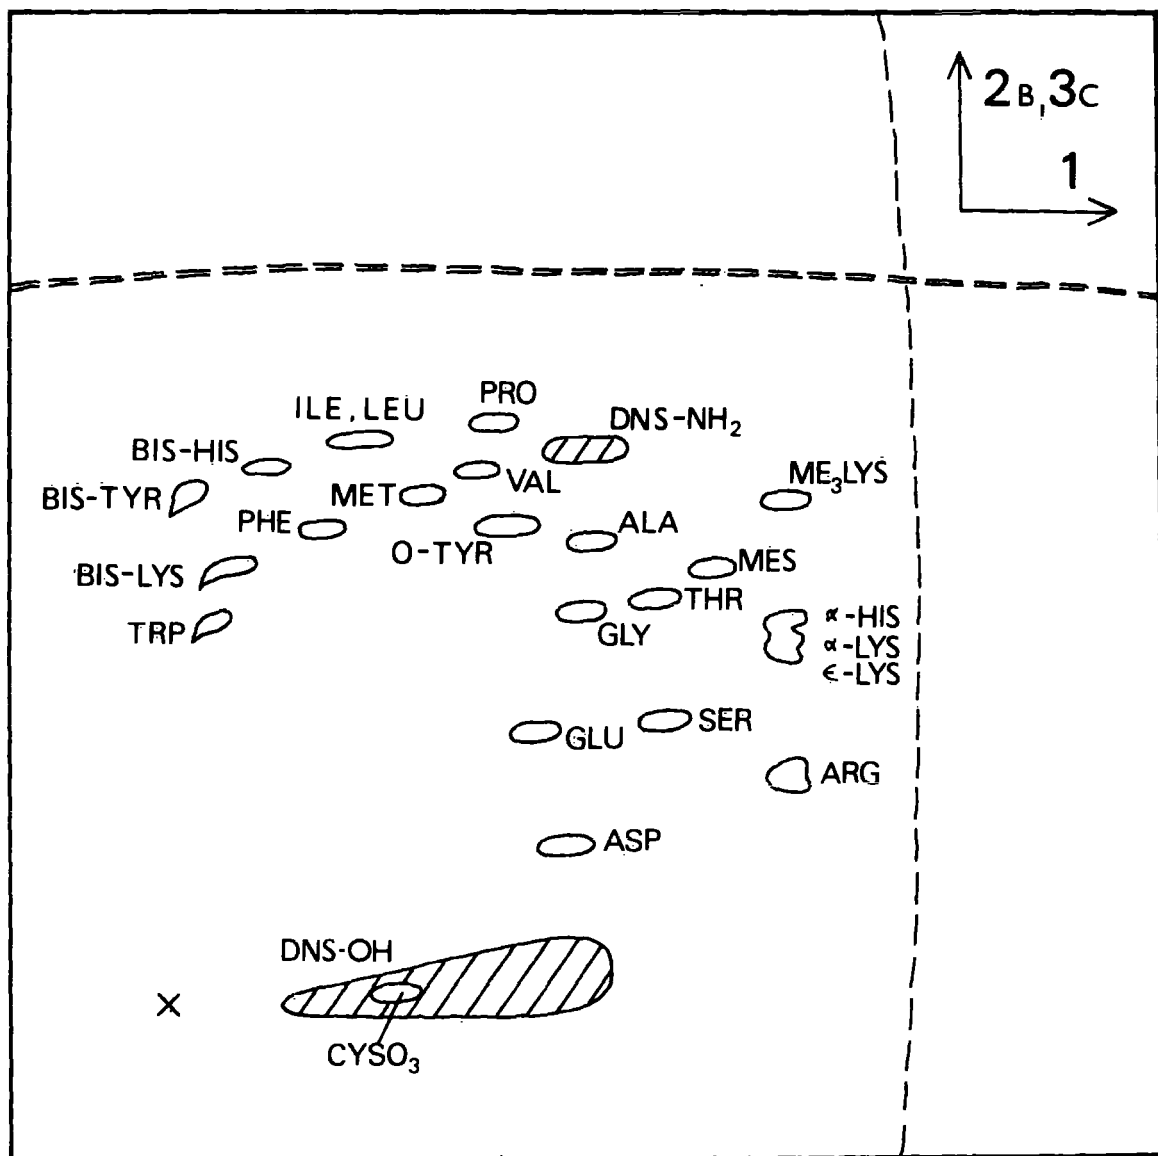 2B,3C
1
PRO
ILE, LEU
DNS-NH₂
BIS-HIS
VAL
ME₃LYS
BIS-TYR
MET
PHE
O-TYR
ALA
BIS-LYS
MES
THR
TRP
GLY
α-HIS
α-LYS
ε-LYS
GLU
SER
ARG
ASP
DNS-OH
×
CYSO₃